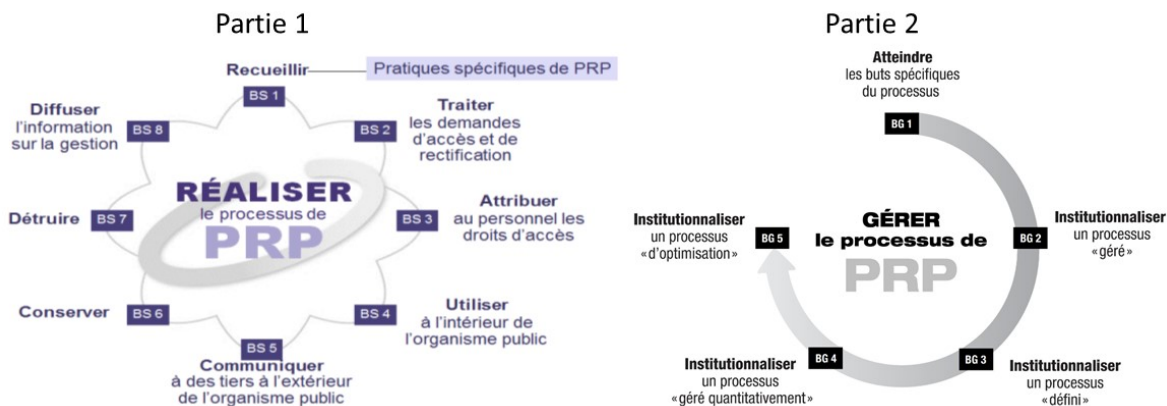 Partie 1
Recueillir
Pratiques spécifiques de PRP
BS 1
Diffuser
l'information
sur la gestion
BS 8
BS 2
Traiter
les demandes
d'accès et de
rectification
RÉALISER
le processus de
PRP
Détruire
BS 7
BS 3
Attribuer
au personnel les
droits d'accès
Conserver
BS 6
BS 4
Utiliser
à l'intérieur de
l'organisme public
BS 5
Communiquer
à des tiers à l'extérieur
de l'organisme public
Partie 2
Atteindre
les buts spécifiques
du processus
BG 1
Institutionnaliser
un processus
«d'optimisation»
BG 5
GÉRER
le processus de
PRP
BG 2
Institutionnaliser
un processus
«géré»
Institutionnaliser
un processus
«géré quantitativement»
BG 4
BG 3
Institutionnaliser
un processus
«défini»